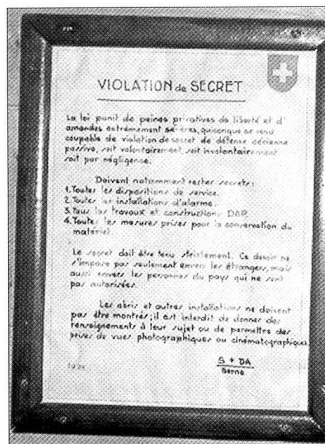 VIOLATION de SECRET
La loi punit de peines privatives de liberté et d'
amendes extrêmement sévères, quiconque se rend
coupable de violation de secret de défense aérienne
passive, soit volontairement, soit involontairement
soit par négligence.
Doivent notamment rester secrets:
1. Toutes les dispositions de service.
2. Toutes les installations d'alarme.
3. Tous les travaux et constructions DAP.
4. Toutes les mesures prises pour la conservation du
matériel.
Le secret doit être tenu strictement. Ce devoir ne
s'impose pas seulement envers les étrangers, mais
aussi envers les personnes du pays qui ne sont
pas autorisées.
Les abris et autres installations ne doivent
pas être montrés; il est interdit de donner des
renseignements à leur sujet ou de permettre des
prises de vues photographiques ou cinématographiques
S + DA
Berne